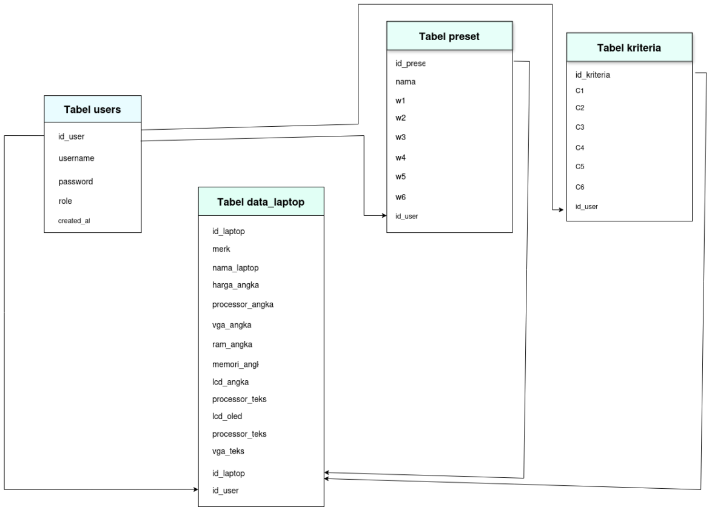 Tabel users
id_user
username
password
role
created_al
Tabel data_laptop
id_laptop
merk
nama_laptop
harga_angka
processor_angka
vga_angka
ram_angka
memori_angl
lcd_angka
processor_teks
lcd_oled
processor_teks
vga_teks
id_laptop
id_user
Tabel preset
id_prese
nama
w1
w2
w3
w4
w5
w6
id_user
Tabel kriteria
id_kriteria
C1
C2
C3
C4
C5
C6
id_user